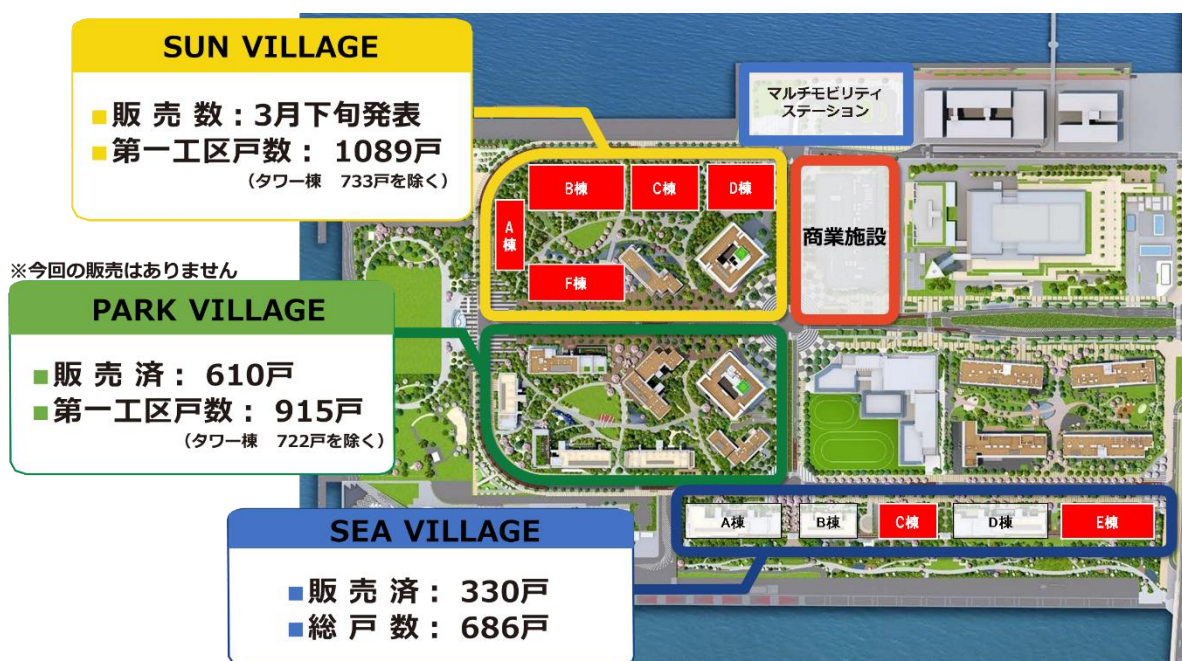 SUN VILLAGE
■販 売 数：3月下旬発表
■第一工区戸数： 1089戸
（タワー棟 733戸を除く）
※今回の販売はありません
PARK VILLAGE
■販 売 済： 610戸
■第一工区戸数： 915戸
（タワー棟 722戸を除く）
SEA VILLAGE
■販 売 済： 330戸
■総 戸 数： 686戸
マルチモビリティ
ステーション
商業施設
A棟
B棟
C棟
D棟
F棟
A棟
B棟
C棟
D棟
E棟